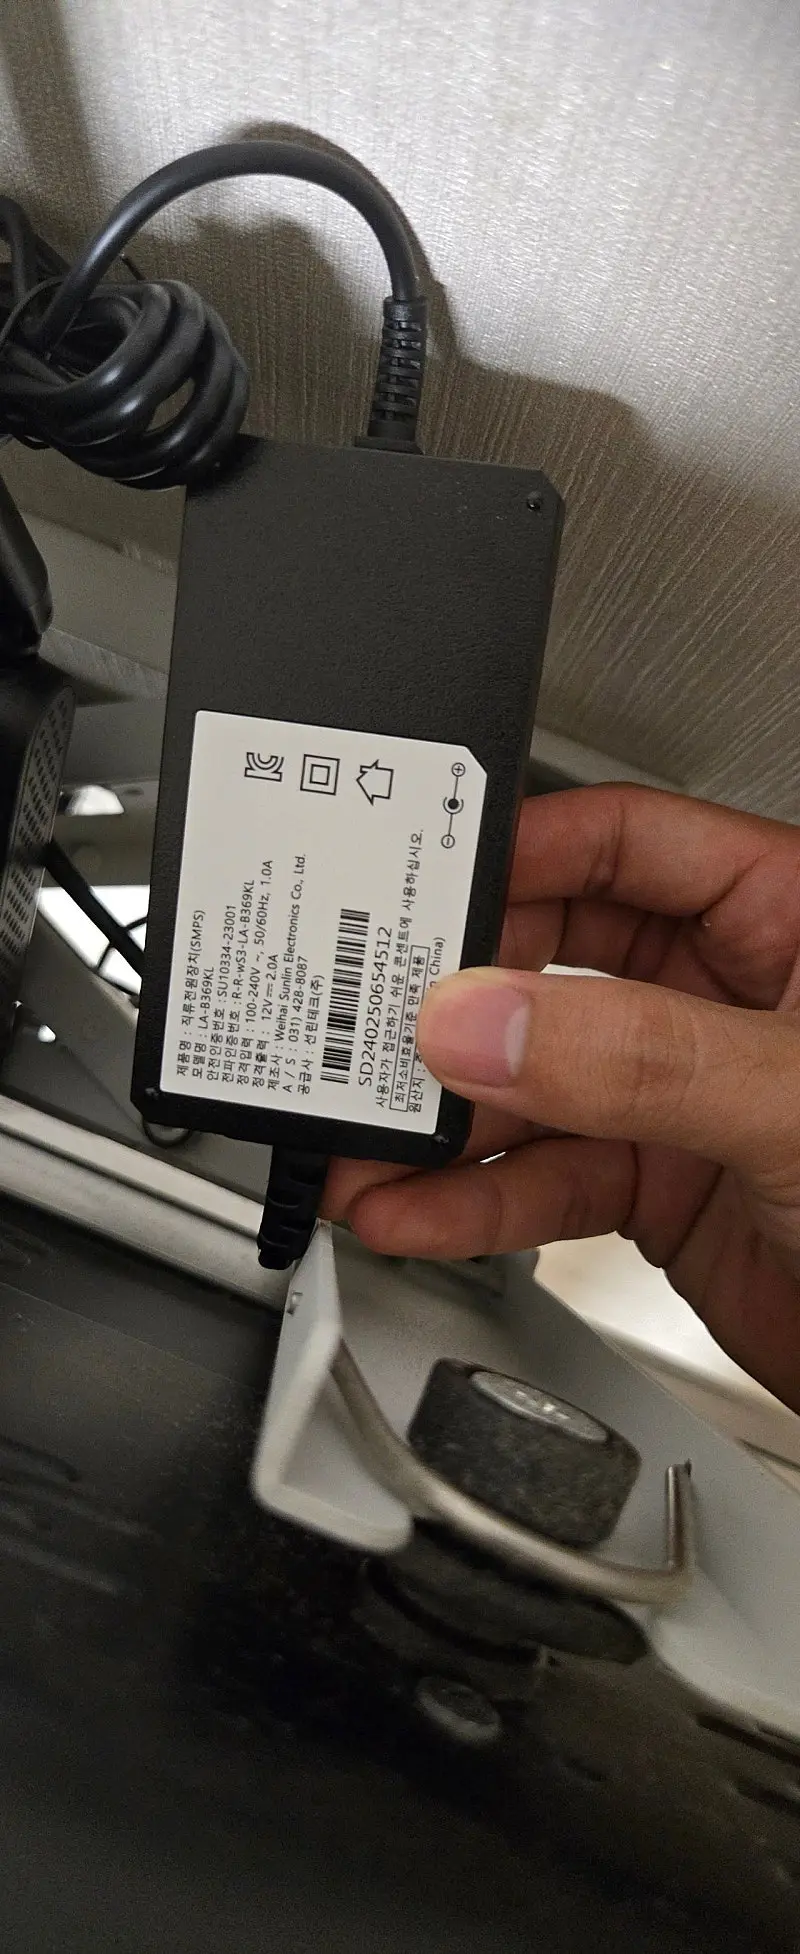 제품명 : 직류전원장치(SMPS)
모델명 : LA-B369KL
안전인증번호 : SU10334-23001
전파인증번호 : R-R-wS3-LA-B369KL
정격입력 : 100-240V ~, 50/60Hz, 1.0A
정격출력 : 12V⎓2.0A
제조사 : Weihai Sunlin Electronics Co., Ltd.
A / S : 031) 428-8087
공급사 : 선린테크(주)
SD240250654512
사용자가 접근하기 쉬운 콘센트에 사용하십시오.
최저소비효율기준 만족 제품
원산지 : China)